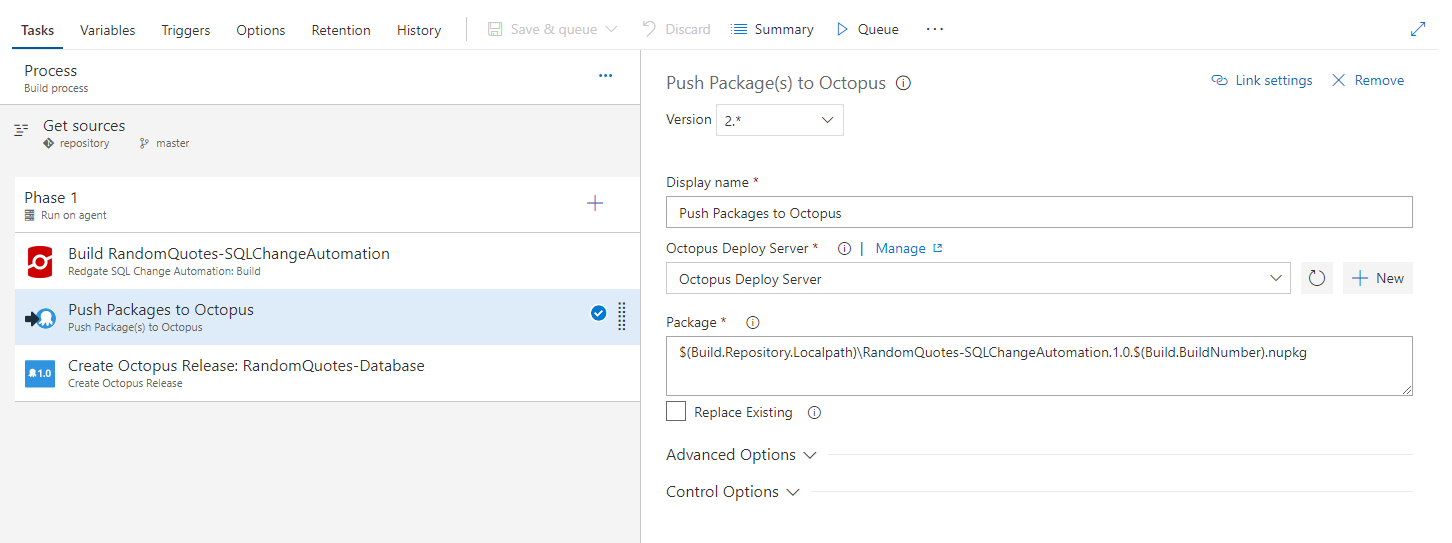 Tasks Variables Triggers Options Retention History Save & queue Discard Summary Queue ...
Process
Build process
Get sources
repository master
Phase 1
Run on agent
Build RandomQuotes-SQLChangeAutomation
Redgate SQL Change Automation: Build
Push Packages to Octopus
Push Package(s) to Octopus
1.0 Create Octopus Release: RandomQuotes-Database
Create Octopus Release
Push Package(s) to Octopus Link settings Remove
Version 2.*
Display name *
Push Packages to Octopus
Octopus Deploy Server * | Manage
Octopus Deploy Server New
Package *
$(Build.Repository.Localpath)\RandomQuotes-SQLChangeAutomation.1.0.$(Build.BuildNumber).nupkg
Replace Existing
Advanced Options
Control Options